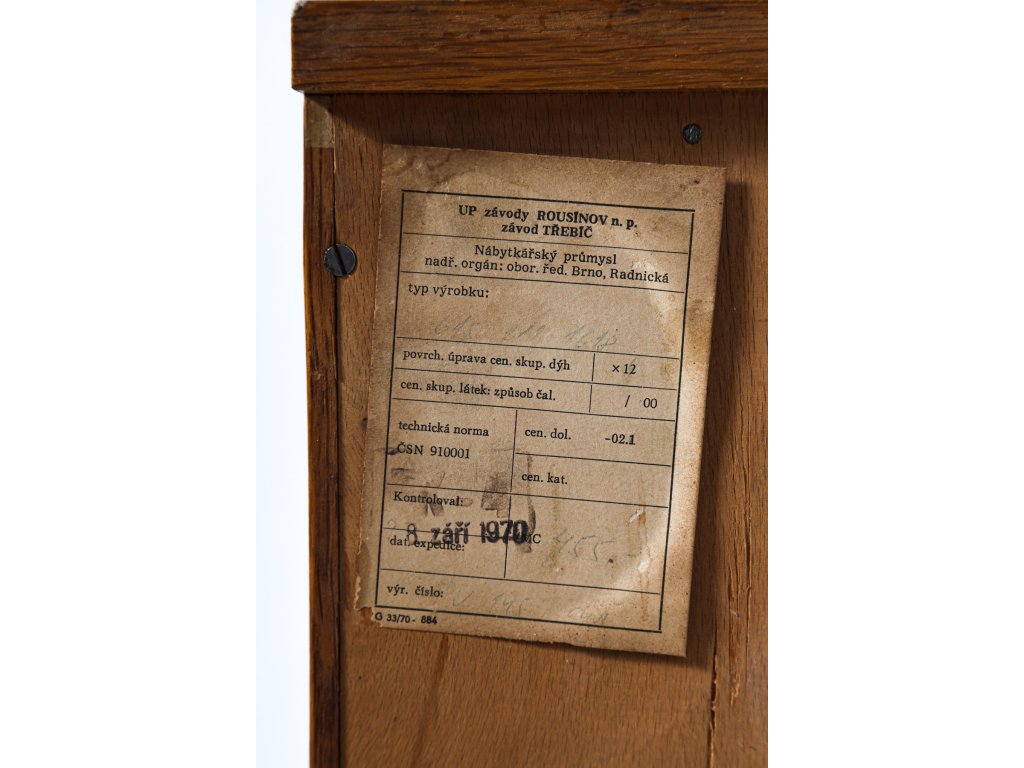 UP závody ROUSÍNOV n. p.
závod TŘEBÍČ
Nábytkářský průmysl
nadř. orgán: obor. řed. Brno, Radnická
typ výrobku:
povrch. úprava cen. skup. dýh × 12
cen. skup. látek: způsob čal. / 00
technická norma
ČSN 910001
cen. dol. -02.1
cen. kat.
Kontroloval:
8 září 1970
dat. expedice:
MC 455.-
výr. číslo:
G 33/70 - 884